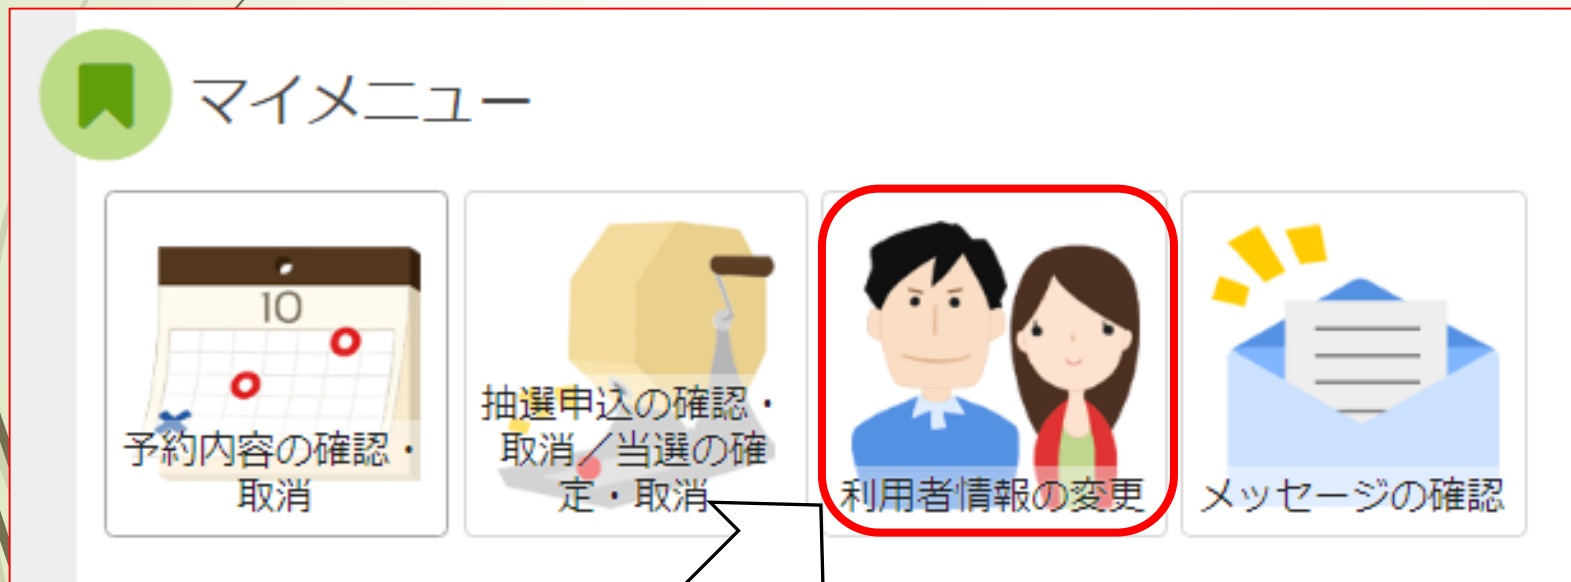 マイメニュー
10
予約内容の確認・
取消
抽選申込の確認・
取消／当選の確
定・取消
利用者情報の変更
メッセージの確認